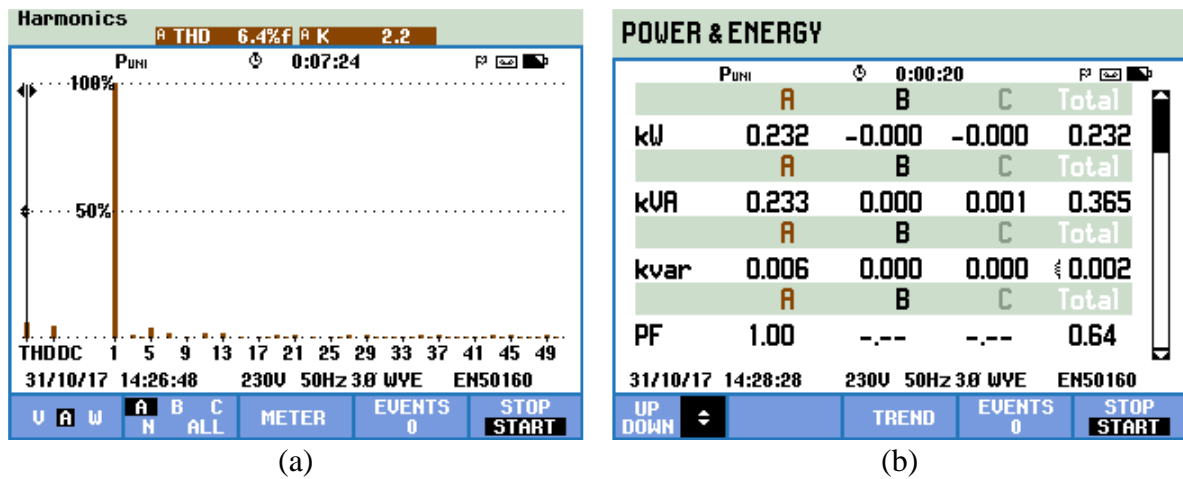 Harmonics
A THD 6.4%f A K 2.2
PUNI 0:07:24
100%
50%
THD DC 1 5 9 13 17 21 25 29 33 37 41 45 49
31/10/17 14:26:48 230V 50Hz 3Ø WYE EN50160
V A W A B C N ALL METER EVENTS 0 STOP START
(a)
POWER & ENERGY
PUNI 0:00:20
A B C Total
kW 0.232 -0.000 -0.000 0.232
A B C Total
kVA 0.233 0.000 0.001 0.365
A B C Total
kvar 0.006 0.000 0.000 0.002
A B C Total
PF 1.00 -.-- -.-- 0.64
31/10/17 14:28:28 230V 50Hz 3Ø WYE EN50160
UP DOWN TREND EVENTS 0 STOP START
(b)